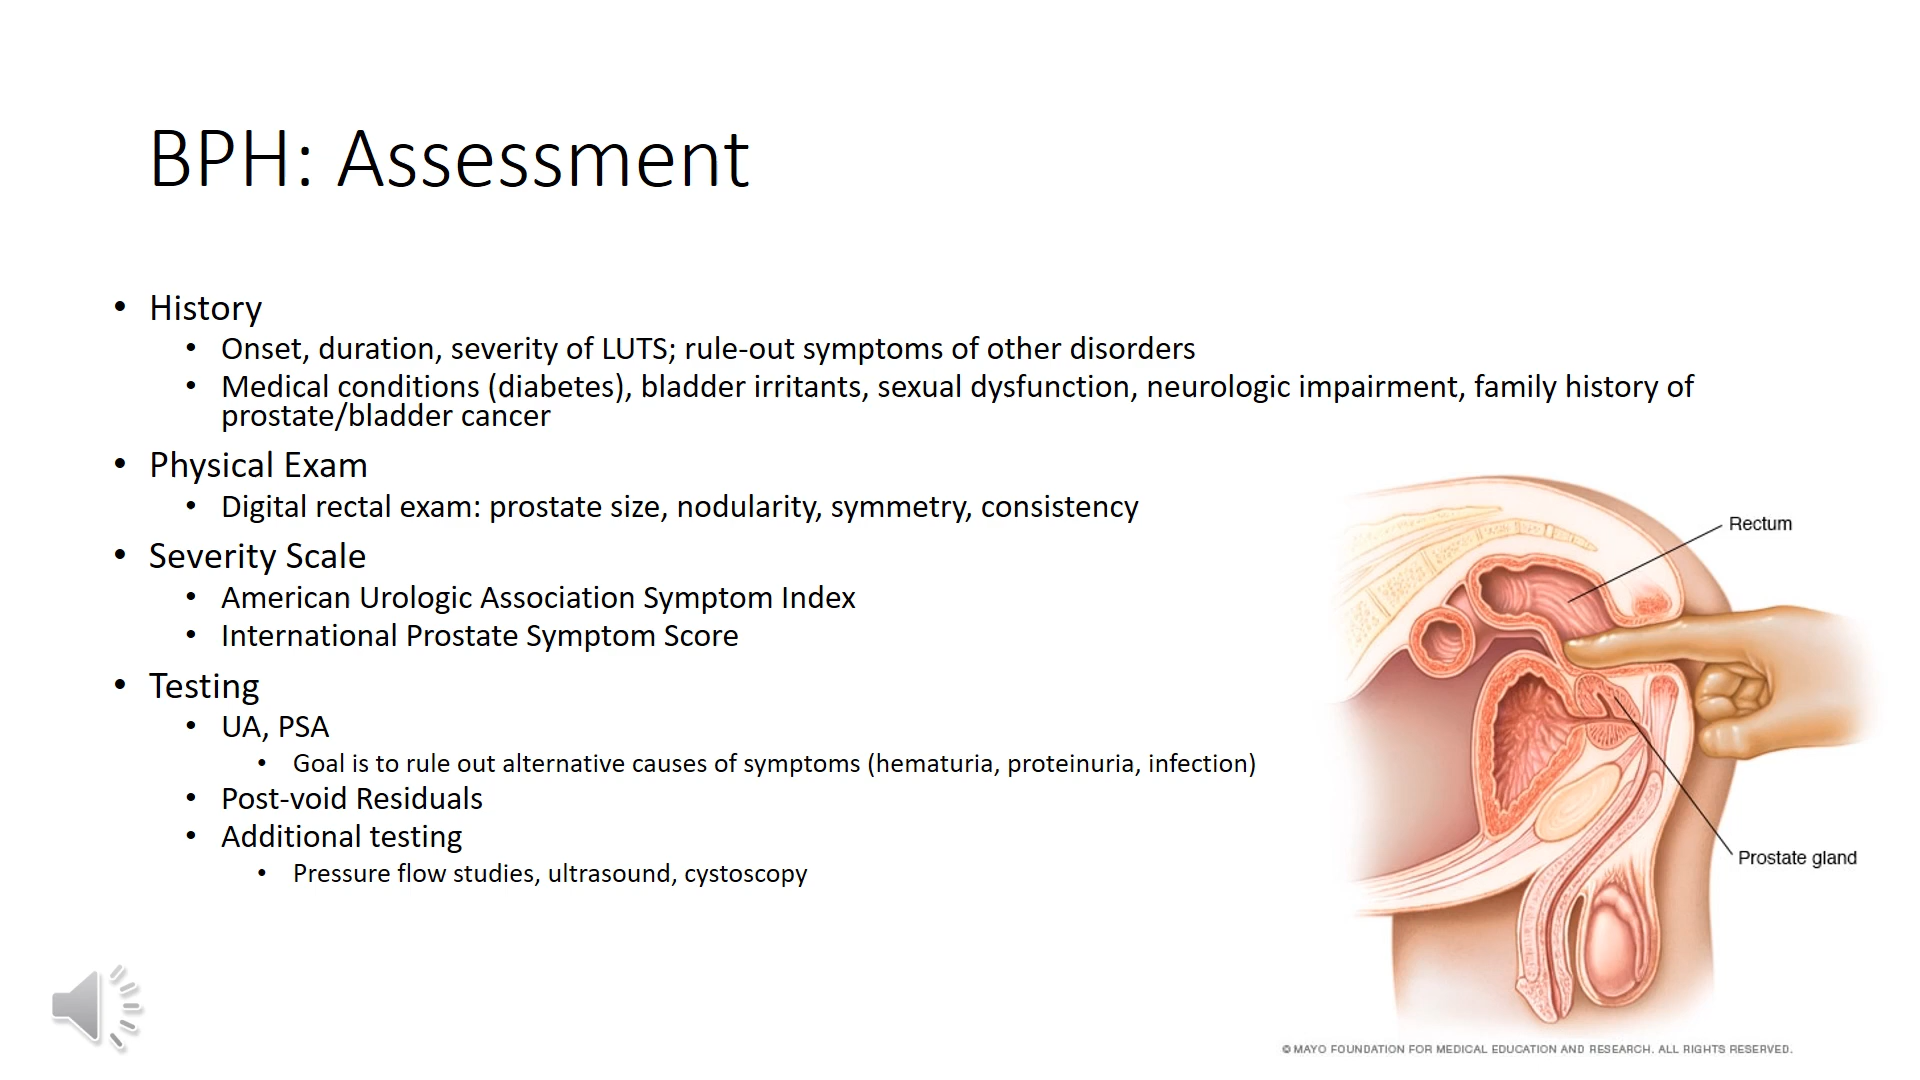 BPH: Assessment
• History
• Onset, duration, severity of LUTS; rule-out symptoms of other disorders
• Medical conditions (diabetes), bladder irritants, sexual dysfunction, neurologic impairment, family history of
prostate/bladder cancer
• Physical Exam
• Digital rectal exam: prostate size, nodularity, symmetry, consistency
• Severity Scale
• American Urologic Association Symptom Index
• International Prostate Symptom Score
• Testing
• UA, PSA
• Goal is to rule out alternative causes of symptoms (hematuria, proteinuria, infection)
• Post-void Residuals
• Additional testing
• Pressure flow studies, ultrasound, cystoscopy
Rectum
Prostate gland
© MAYO FOUNDATION FOR MEDICAL EDUCATION AND RESEARCH. ALL RIGHTS RESERVED.